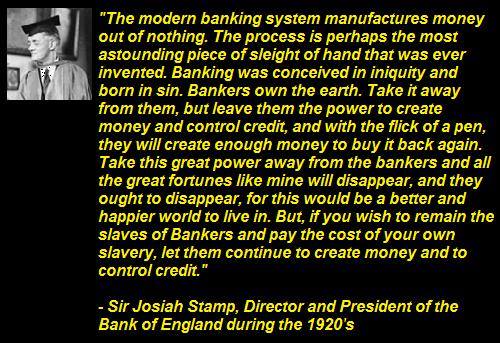 "The modern banking system manufactures money
out of nothing. The process is perhaps the most
astounding piece of sleight of hand that was ever
invented. Banking was conceived in iniquity and
born in sin. Bankers own the earth. Take it away
from them, but leave them the power to create
money and control credit, and with the flick of a pen,
they will create enough money to buy it back again.
Take this great power away from the bankers and all
the great fortunes like mine will disappear, and they
ought to disappear, for this would be a better and
happier world to live in. But, if you wish to remain the
slaves of Bankers and pay the cost of your own
slavery, let them continue to create money and to
control credit."
- Sir Josiah Stamp, Director and President of the
Bank of England during the 1920's